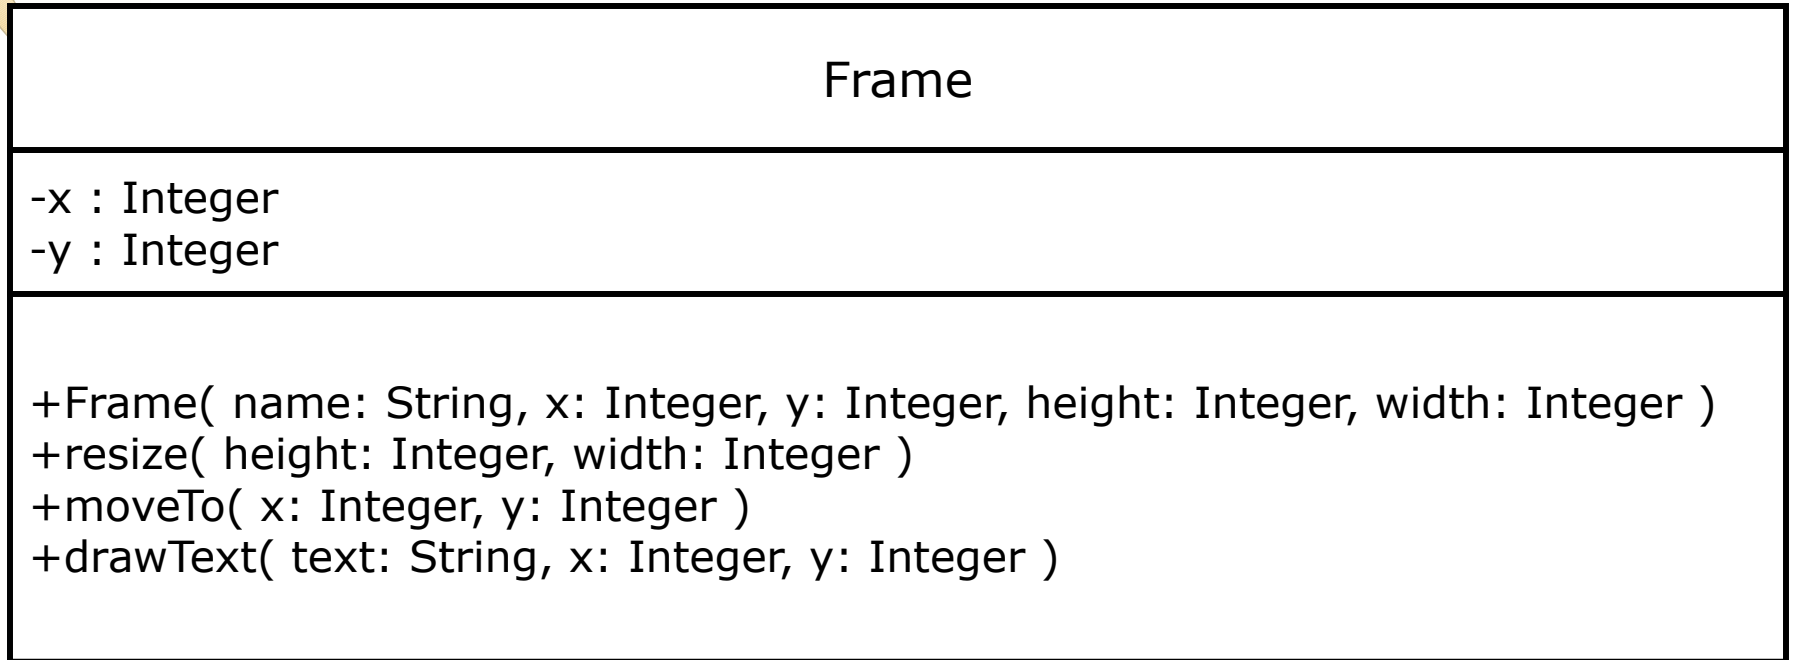 Frame
-x : Integer
-y : Integer
+Frame( name: String, x: Integer, y: Integer, height: Integer, width: Integer )
+resize( height: Integer, width: Integer )
+moveTo( x: Integer, y: Integer )
+drawText( text: String, x: Integer, y: Integer )